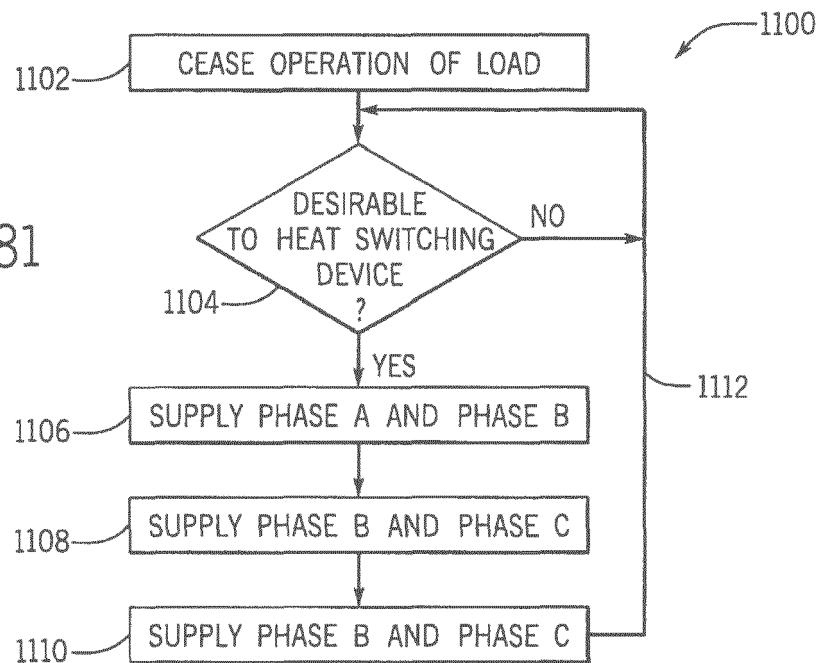 1100
1102
CEASE OPERATION OF LOAD
81
DESIRABLE
TO HEAT SWITCHING
DEVICE
?
NO
1104
YES
1112
1106
SUPPLY PHASE A AND PHASE B
1108
SUPPLY PHASE B AND PHASE C
1110
SUPPLY PHASE B AND PHASE C